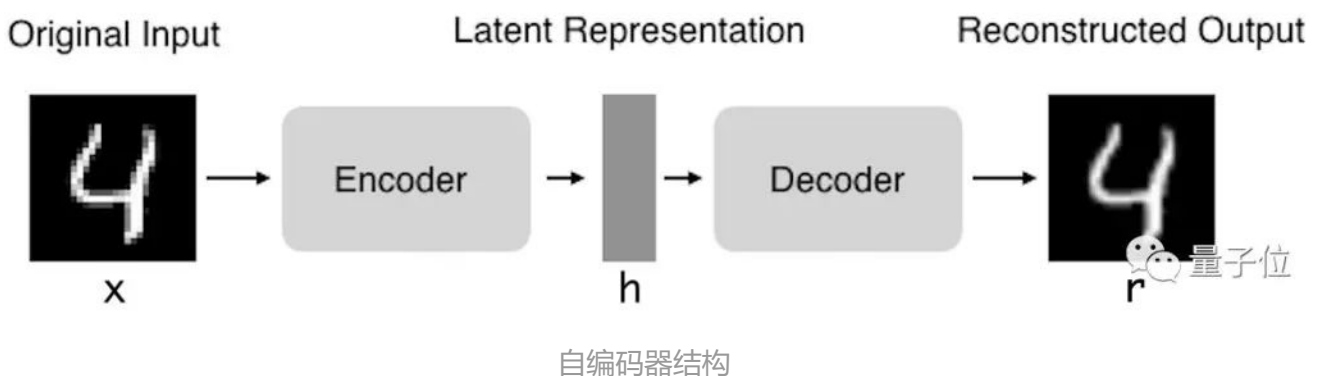 Original Input
Latent Representation
Reconstructed Output
Encoder
Decoder
x
h
r
量子位
自编码器结构